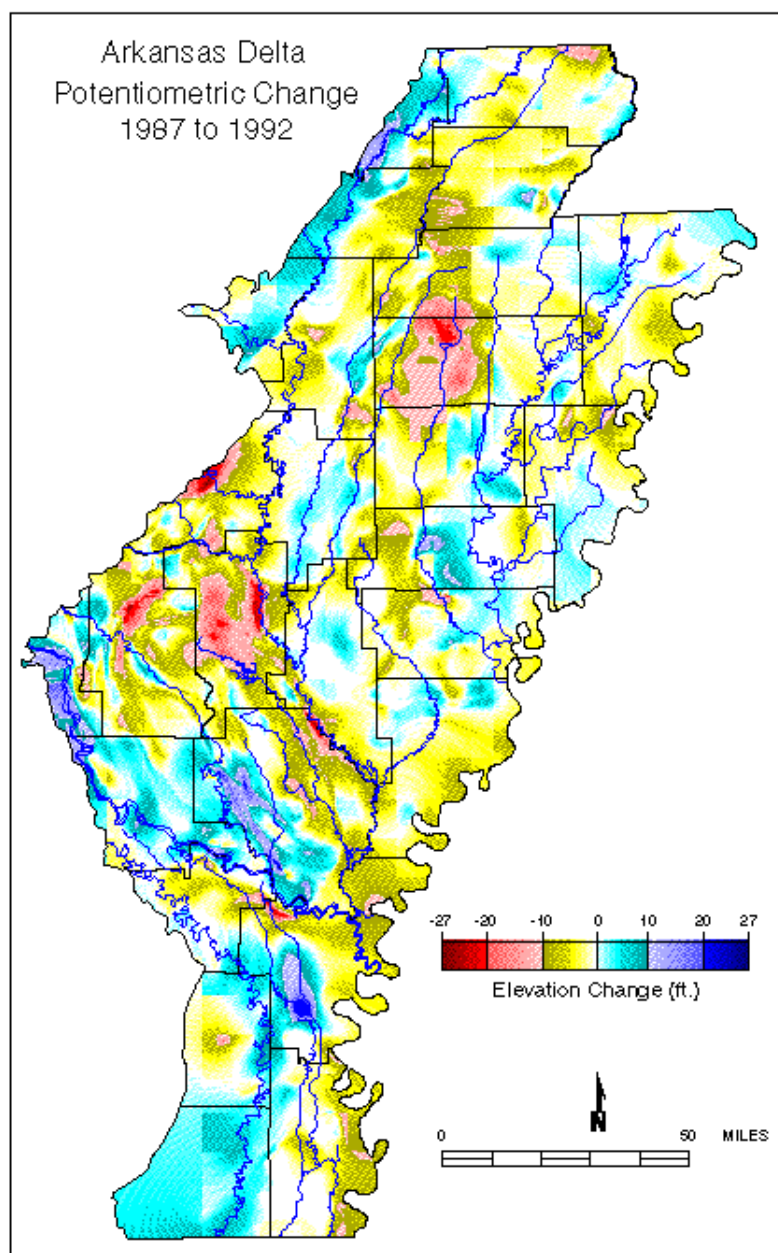 Arkansas Delta
Potentiometric Change
1987 to 1992
-27 -20 -10 0 10 20 27
Elevation Change (ft.)
N
0 50 MILES